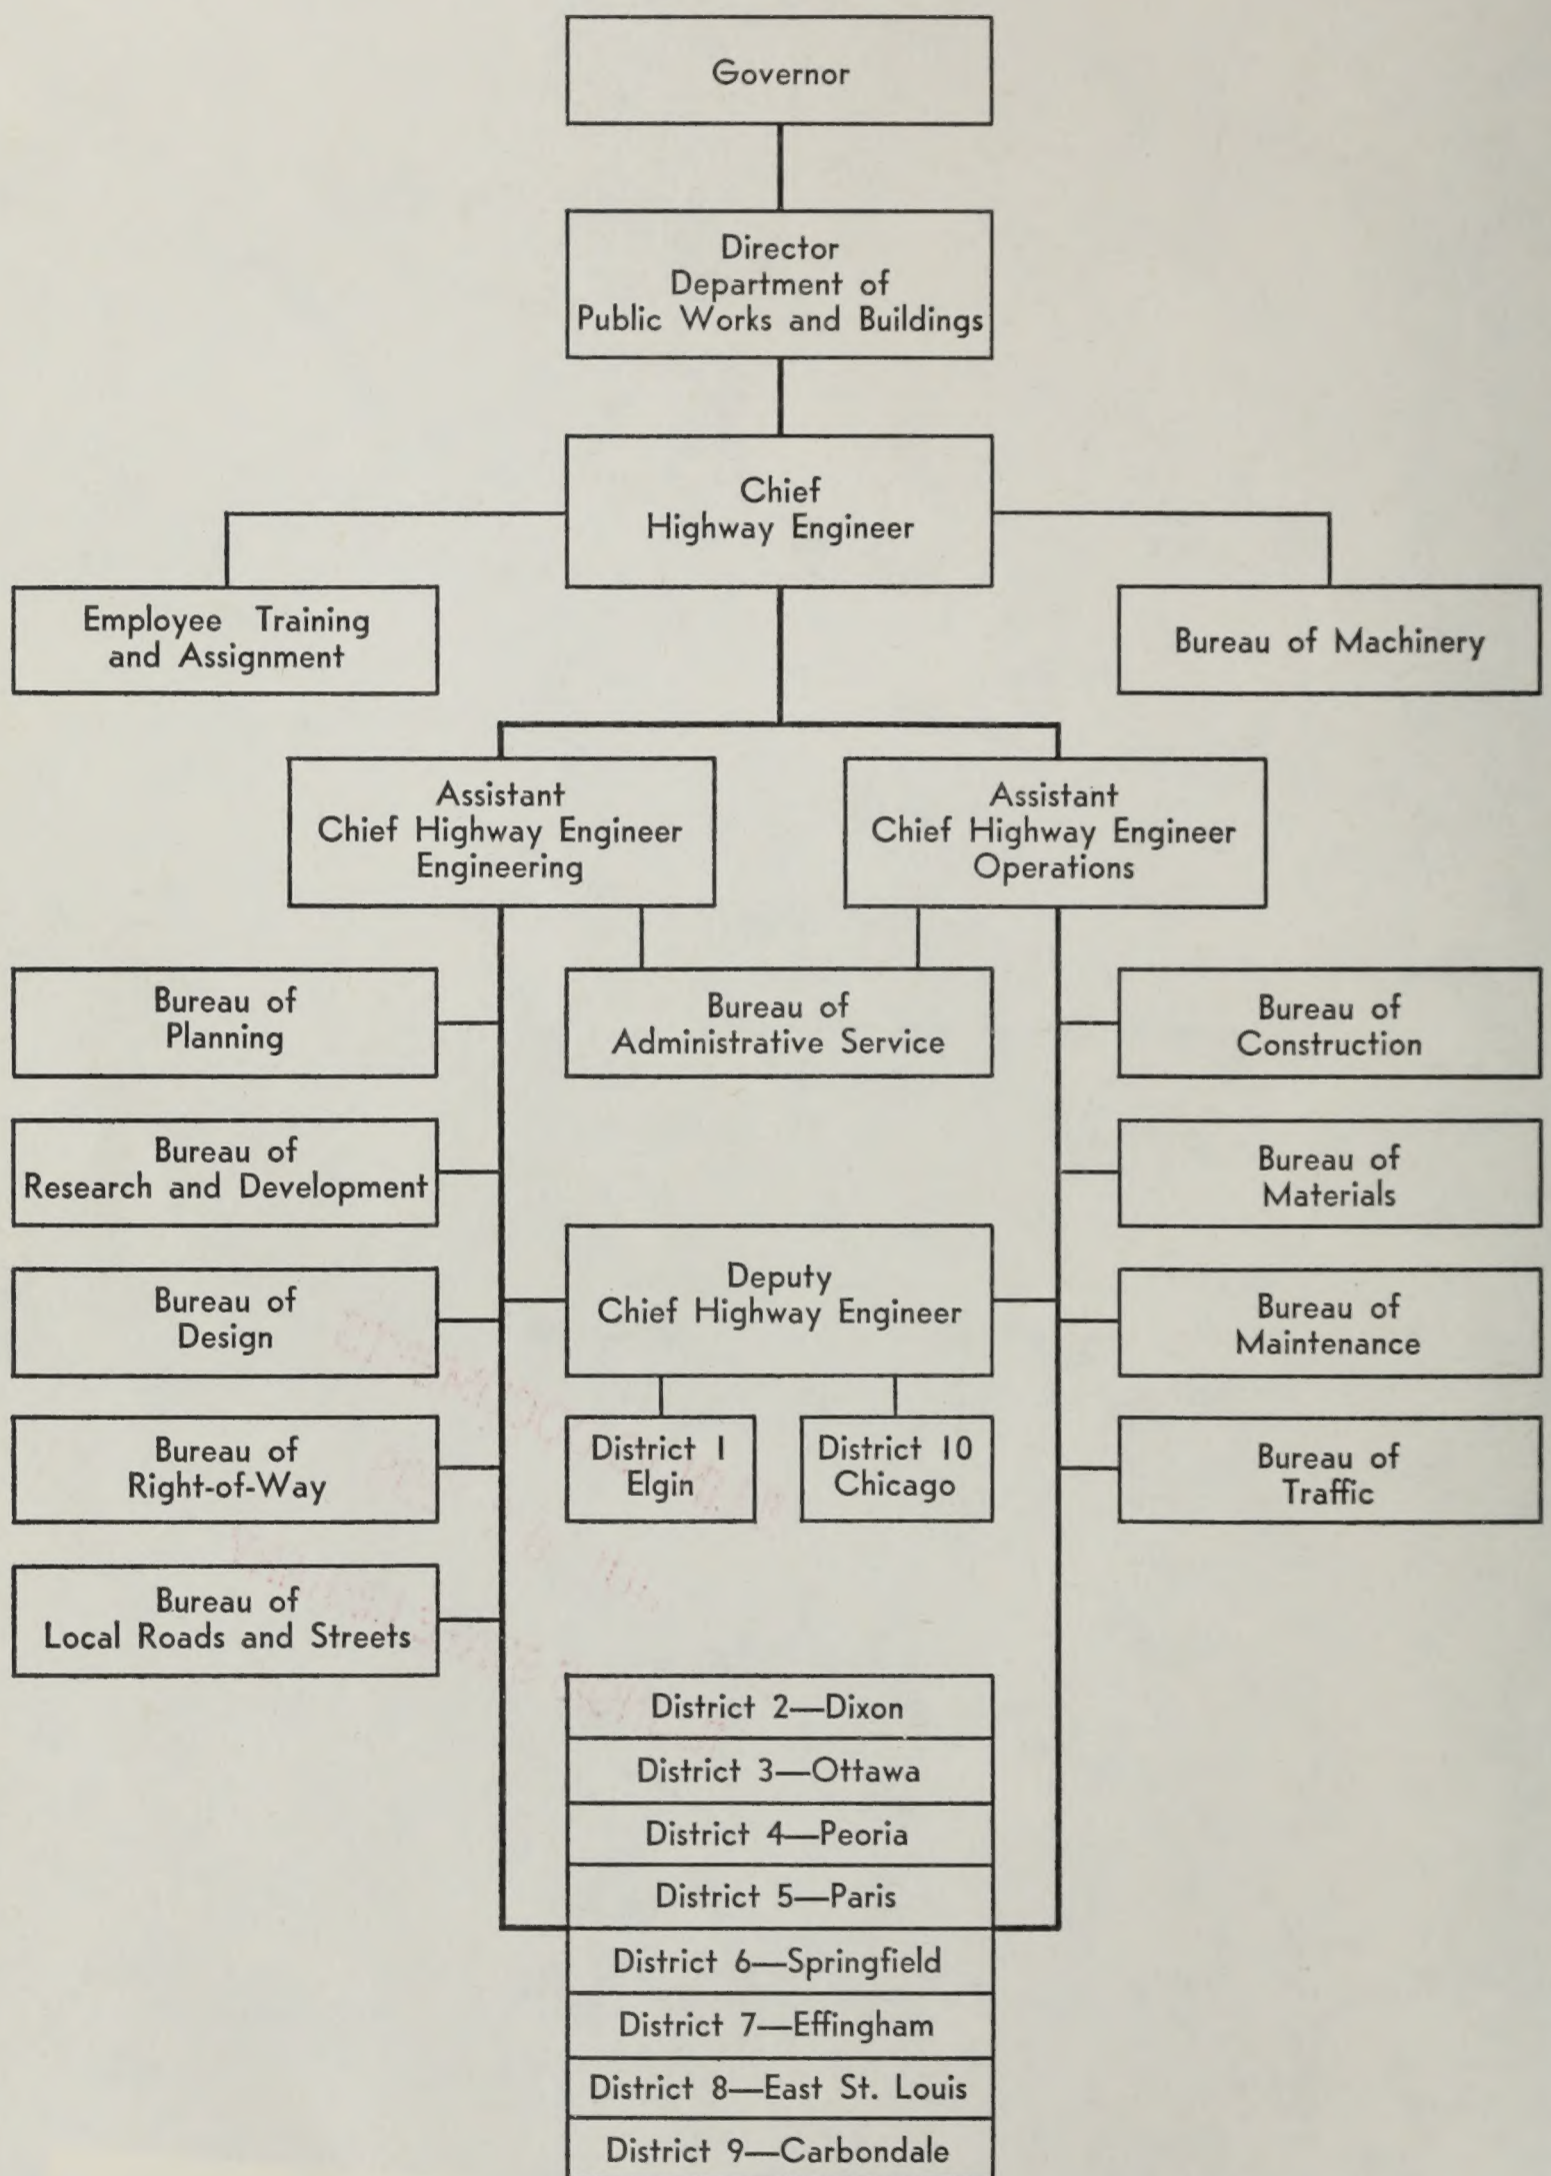 Governor
Director
Department of
Public Works and Buildings
Chief
Highway Engineer
Employee Training
and Assignment
Bureau of Machinery
Assistant
Chief Highway Engineer
Engineering
Assistant
Chief Highway Engineer
Operations
Bureau of
Planning
Bureau of
Administrative Service
Bureau of
Construction
Bureau of
Research and Development
Bureau of
Materials
Bureau of
Design
Deputy
Chief Highway Engineer
Bureau of
Maintenance
Bureau of
Right-of-Way
District 1
Elgin
District 10
Chicago
Bureau of
Traffic
Bureau of
Local Roads and Streets
District 2—Dixon
District 3—Ottawa
District 4—Peoria
District 5—Paris
District 6—Springfield
District 7—Effingham
District 8—East St. Louis
District 9—Carbondale